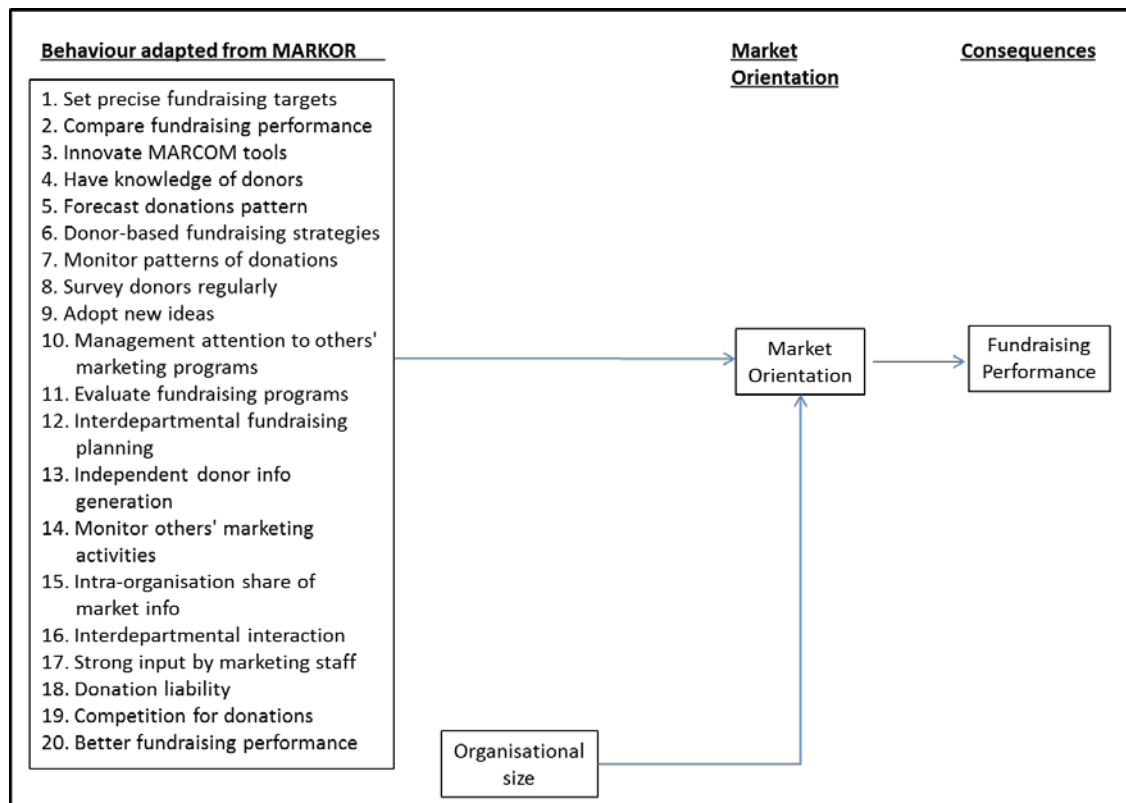 Behaviour adapted from MARKOR
Market
Orientation
Consequences
1. Set precise fundraising targets
2. Compare fundraising performance
3. Innovate MARCOM tools
4. Have knowledge of donors
5. Forecast donations pattern
6. Donor-based fundraising strategies
7. Monitor patterns of donations
8. Survey donors regularly
9. Adopt new ideas
10. Management attention to others'
marketing programs
11. Evaluate fundraising programs
12. Interdepartmental fundraising
planning
13. Independent donor info
generation
14. Monitor others' marketing
activities
15. Intra-organisation share of
market info
16. Interdepartmental interaction
17. Strong input by marketing staff
18. Donation liability
19. Competition for donations
20. Better fundraising performance
Market
Orientation
Fundraising
Performance
Organisational
size